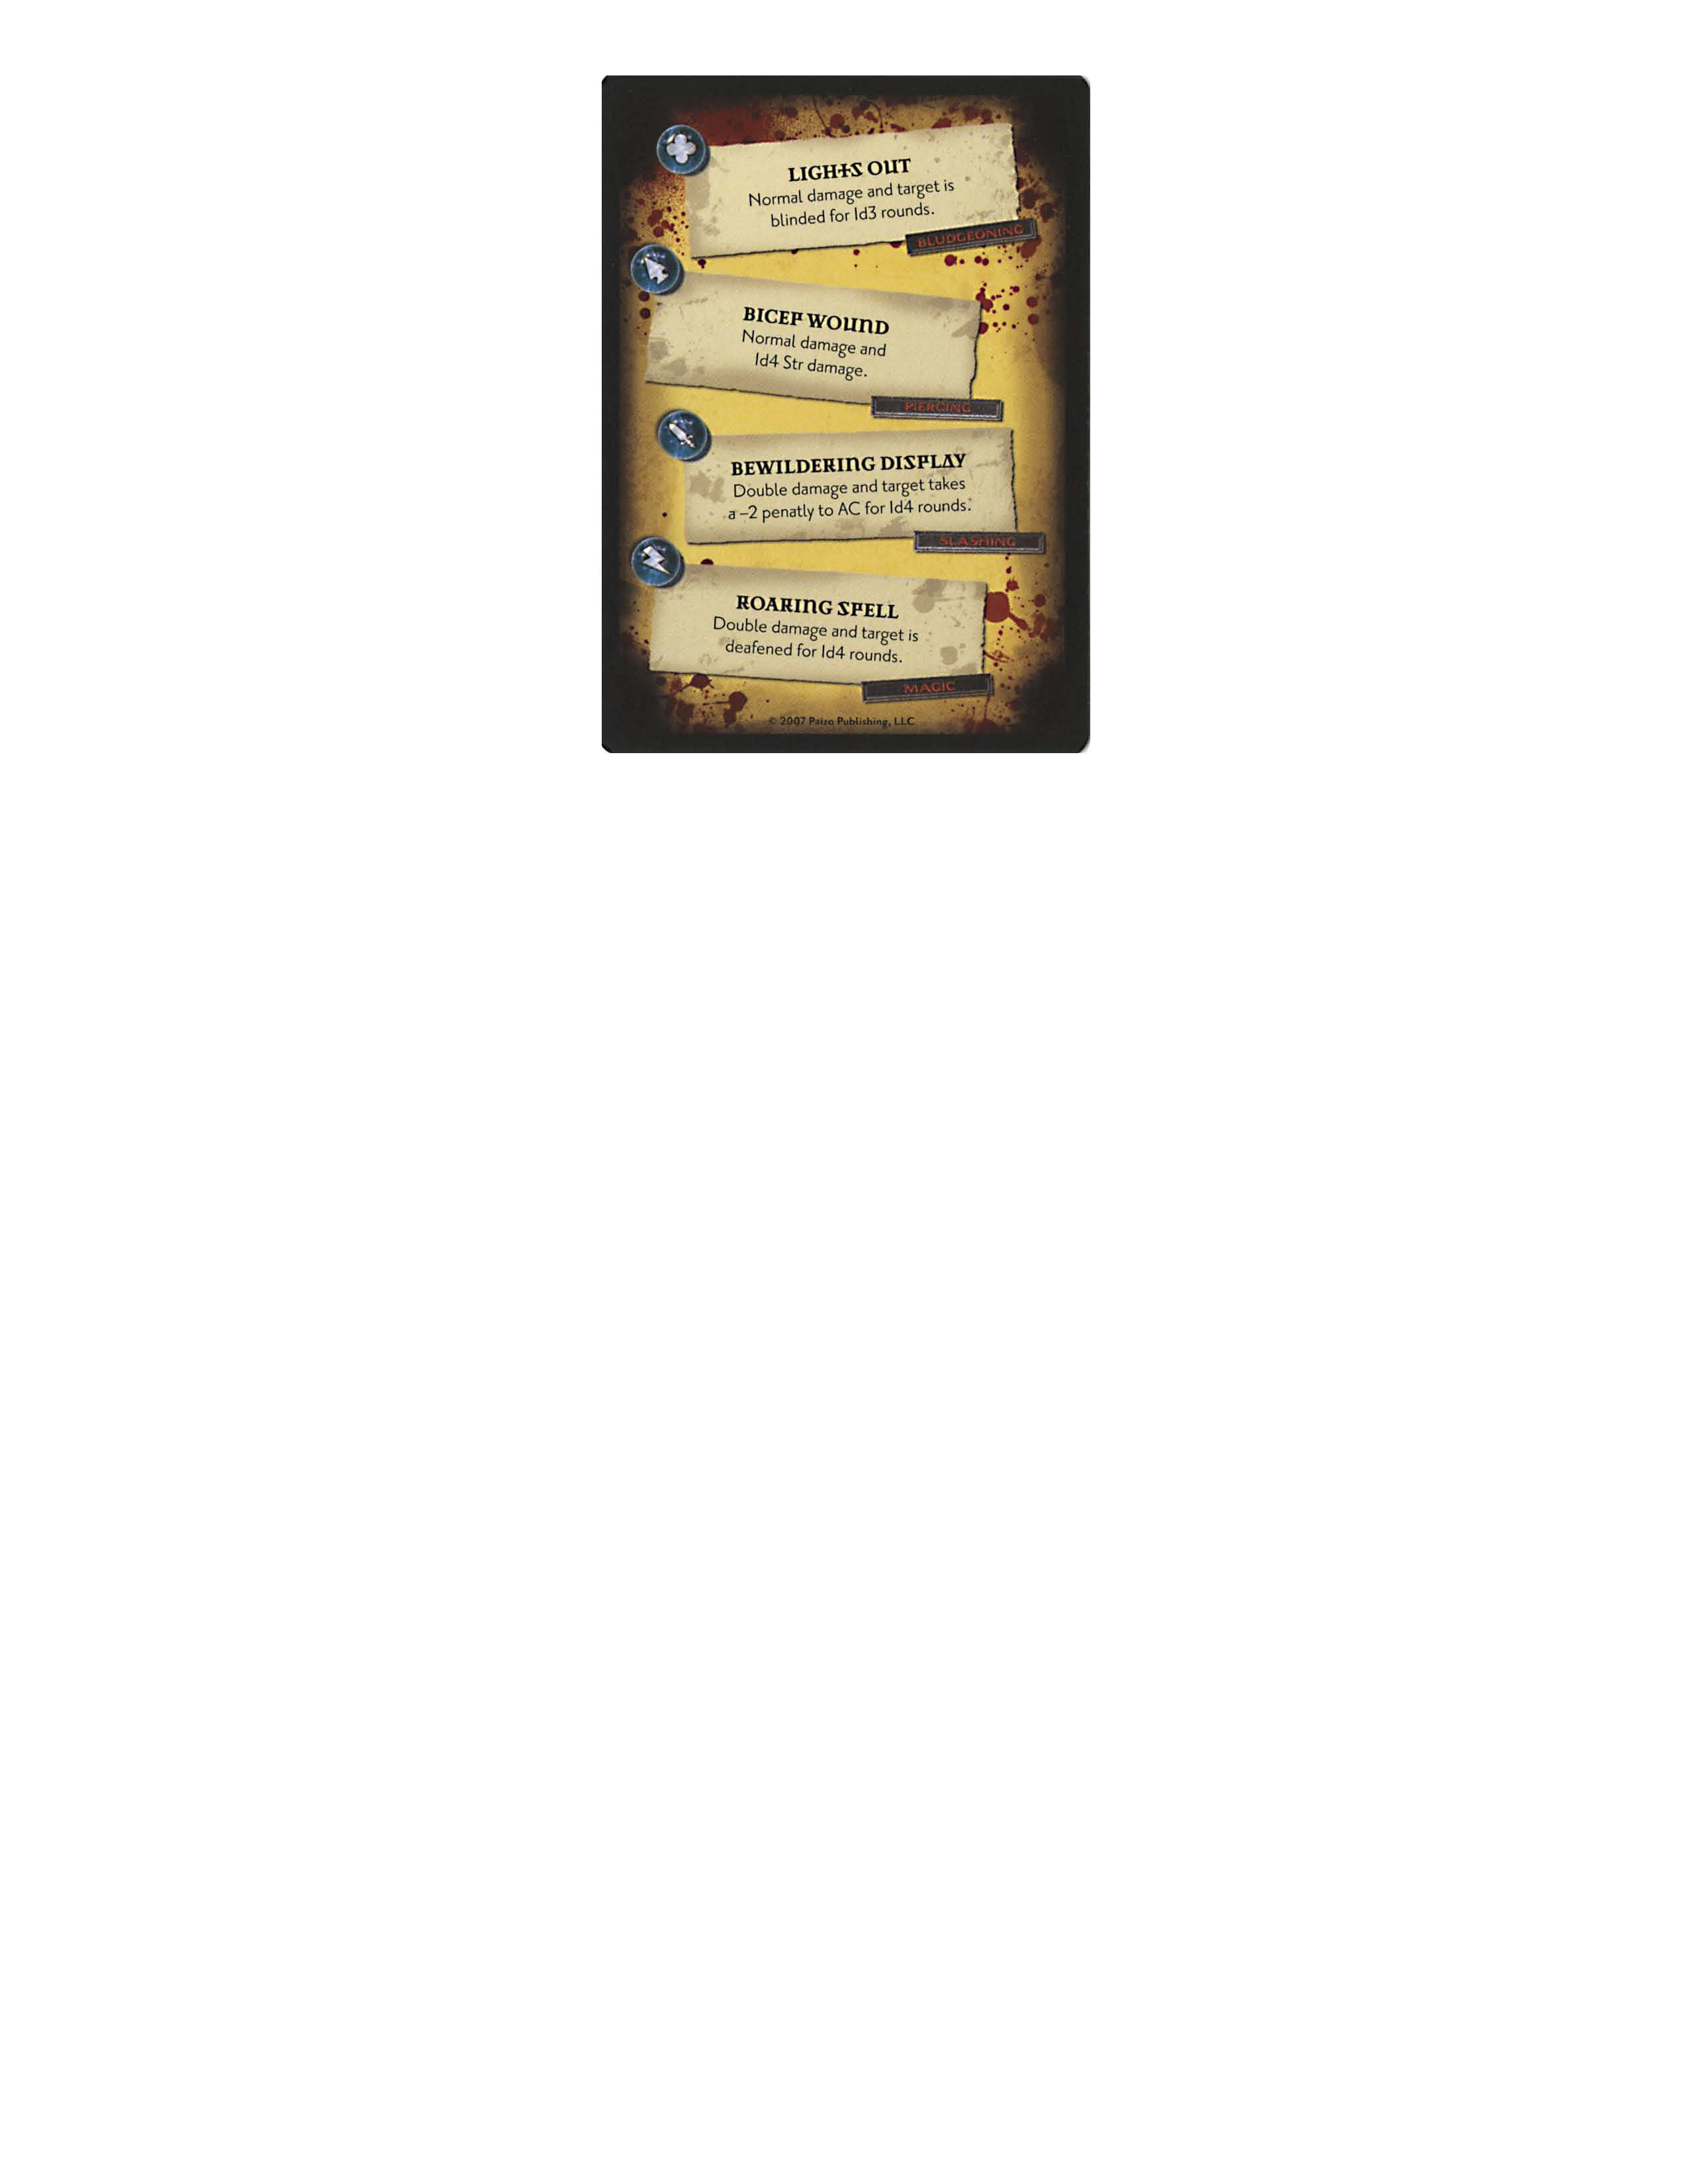 LIGHTS OUT
Normal damage and target is
blinded for 1d3 rounds.
BLUDGEONING
BICEP WOUND
Normal damage and
1d4 Str damage.
PIERCING
BEWILDERING DISPLAY
Double damage and target takes
a –2 penatly to AC for 1d4 rounds.
SLASHING
ROARING SPELL
Double damage and target is
deafened for 1d4 rounds.
MAGIC
© 2007 Paizo Publishing, LLC